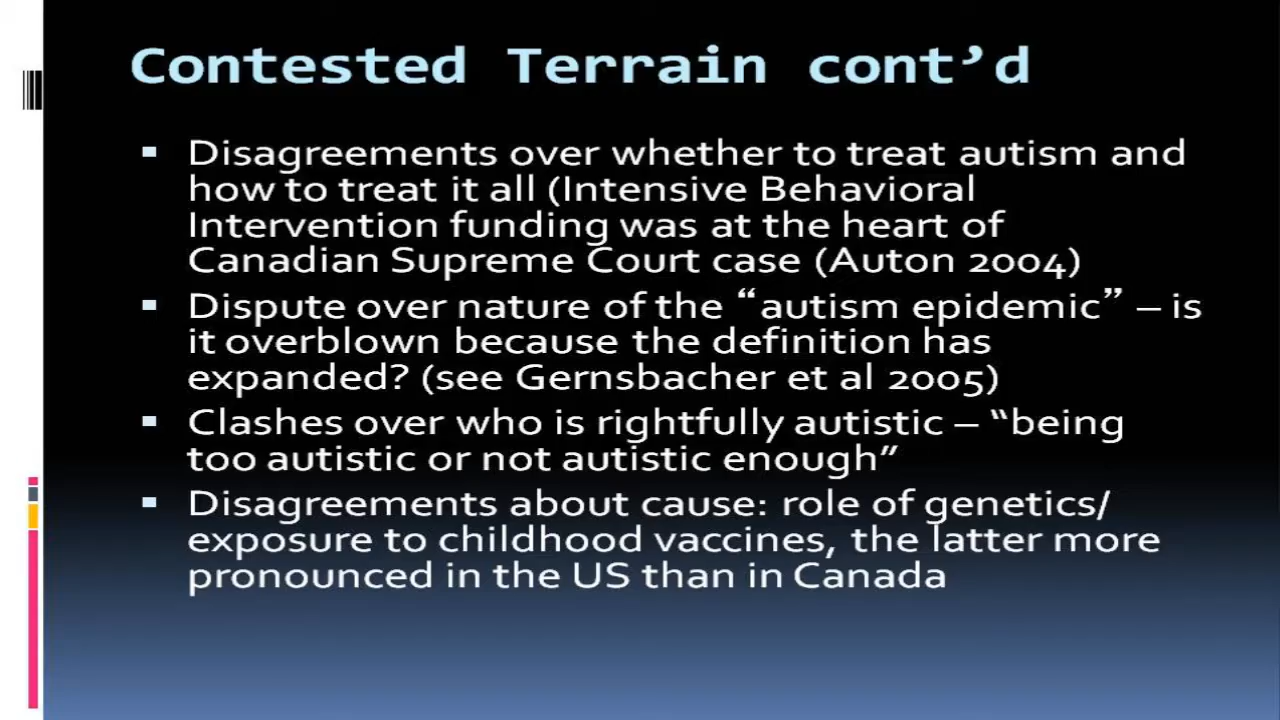 Contested Terrain cont’d
▪ Disagreements over whether to treat autism and
how to treat it all (Intensive Behavioral
Intervention funding was at the heart of
Canadian Supreme Court case (Auton 2004)
▪ Dispute over nature of the “autism epidemic” – is
it overblown because the definition has
expanded? (see Gernsbacher et al 2005)
▪ Clashes over who is rightfully autistic – “being
too autistic or not autistic enough”
▪ Disagreements about cause: role of genetics/
exposure to childhood vaccines, the latter more
pronounced in the US than in Canada